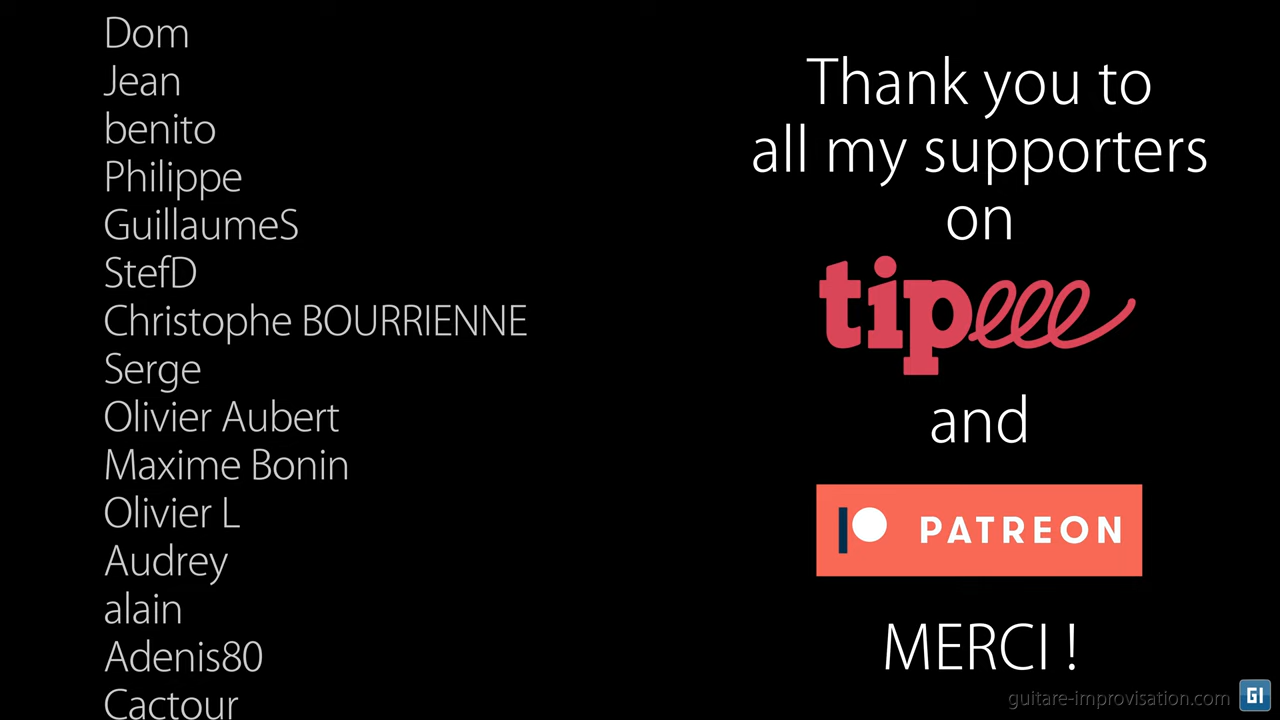 Dom
Jean
benito
Philippe
GuillaumeS
StefD
Christophe BOURRIENNE
Serge
Olivier Aubert
Maxime Bonin
Olivier L
Audrey
alain
Adenis80
Cactour
Thank you to
all my supporters
on
tipeee
and
PATREON
MERCI !
guitare-improvisation.com
GI